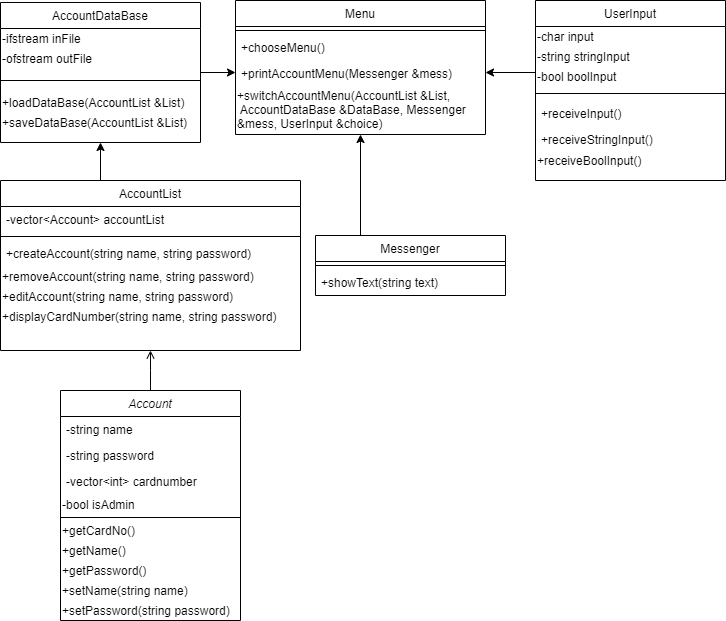 AccountDataBase
-ifstream inFile
-ofstream outFile
+loadDataBase(AccountList &List)
+saveDataBase(AccountList &List)
Menu
+chooseMenu()
+printAccountMenu(Messenger &mess)
+switchAccountMenu(AccountList &List,
AccountDataBase &DataBase, Messenger
&mess, UserInput &choice)
UserInput
-char input
-string stringInput
-bool boolInput
+receiveInput()
+receiveStringInput()
+receiveBoolInput()
AccountList
-vector<Account> accountList
+createAccount(string name, string password)
+removeAccount(string name, string password)
+editAccount(string name, string password)
+displayCardNumber(string name, string password)
Messenger
+showText(string text)
Account
-string name
-string password
-vector<int> cardnumber
-bool isAdmin
+getCardNo()
+getName()
+getPassword()
+setName(string name)
+setPassword(string password)